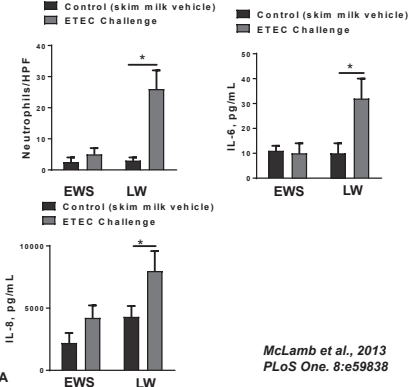 Control (skim milk vehicle)
ETEC Challenge
40
30
20
10
0
Neutrophils/HPF
*
EWS LW
Control (skim milk vehicle)
ETEC Challenge
50
40
30
20
10
0
IL-6, pg/mL
*
EWS LW
Control (skim milk vehicle)
ETEC Challenge
10000
5000
0
IL-8, pg/mL
*
EWS LW
A
McLamb et al., 2013
PLoS One. 8:e59838